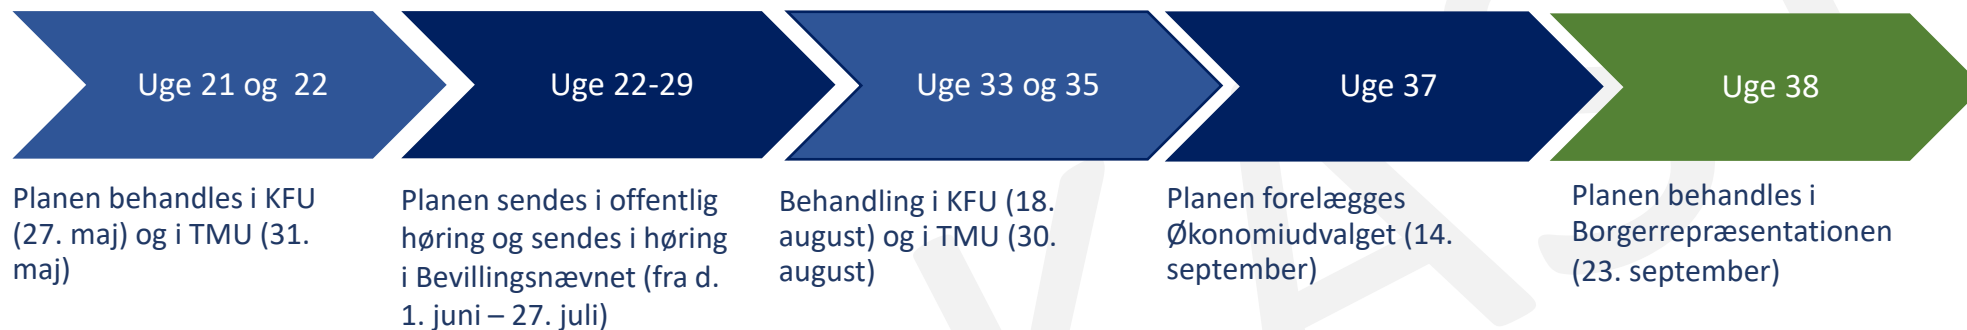 Uge 21 og  22
Planen behandles i KFU
(27. maj) og i TMU (31.
maj)
Uge 22-29
Planen sendes i offentlig
høring og sendes i høring
i Bevillingsnævnet (fra d.
1. juni – 27. juli)
Uge 33 og 35
Behandling i KFU (18.
august) og i TMU (30.
august)
Uge 37
Planen forelægges
Økonomiudvalget (14.
september)
Uge 38
Planen behandles i
Borgerrepræsentationen
(23. september)